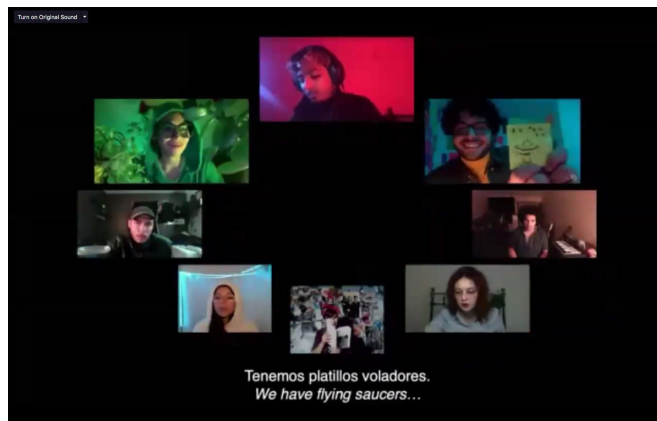 Turn on Original Sound
Tenemos platillos voladores.
We have flying saucers...